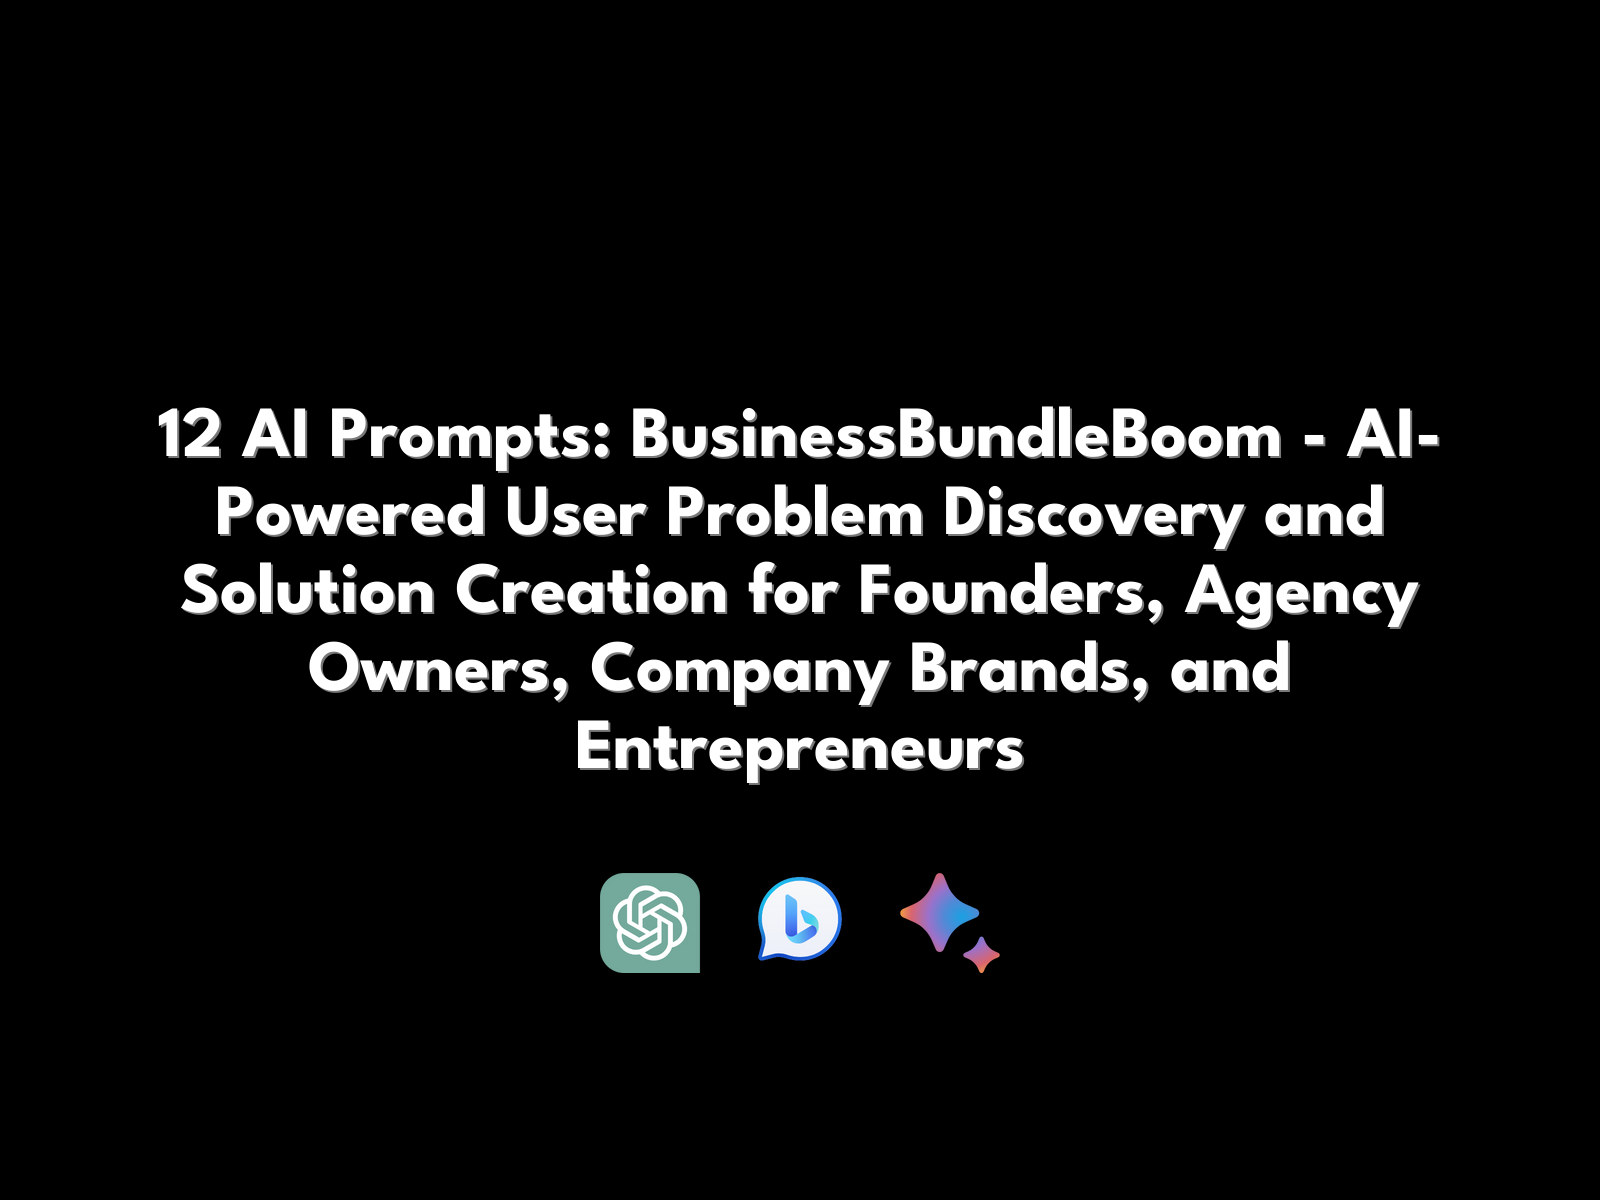 12 AI Prompts: BusinessBundleBoom - AI-
Powered User Problem Discovery and
Solution Creation for Founders, Agency
Owners, Company Brands, and
Entrepreneurs